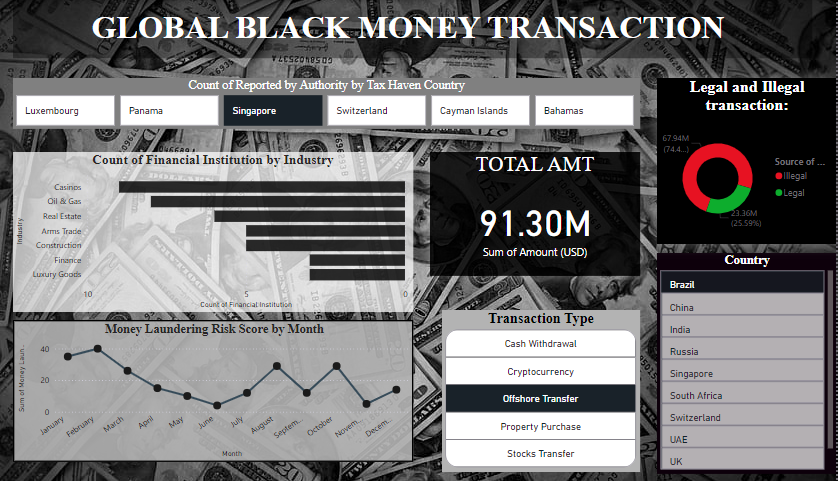 GLOBAL BLACK MONEY TRANSACTION
Count of Reported by Authority by Tax Haven Country
Luxembourg
Panama
Singapore
Switzerland
Cayman Islands
Bahamas
Legal and Illegal
transaction:
67.94M
(74.4...)
23.36M
(25.59%)
Source of ...
Illegal
Legal
Count of Financial Institution by Industry
Industry
Casinos
Oil & Gas
Real Estate
Arms Trade
Construction
Finance
Luxury Goods
10
5
0
Count of Financial Institution
TOTAL AMT
91.30M
Sum of Amount (USD)
Country
Brazil
China
India
Russia
Singapore
South Africa
Switzerland
UAE
UK
Money Laundering Risk Score by Month
Sum of Money Laun...
40
20
0
January
February
March
April
May
June
July
August
Septem...
October
Novem...
Decem...
Month
Transaction Type
Cash Withdrawal
Cryptocurrency
Offshore Transfer
Property Purchase
Stocks Transfer